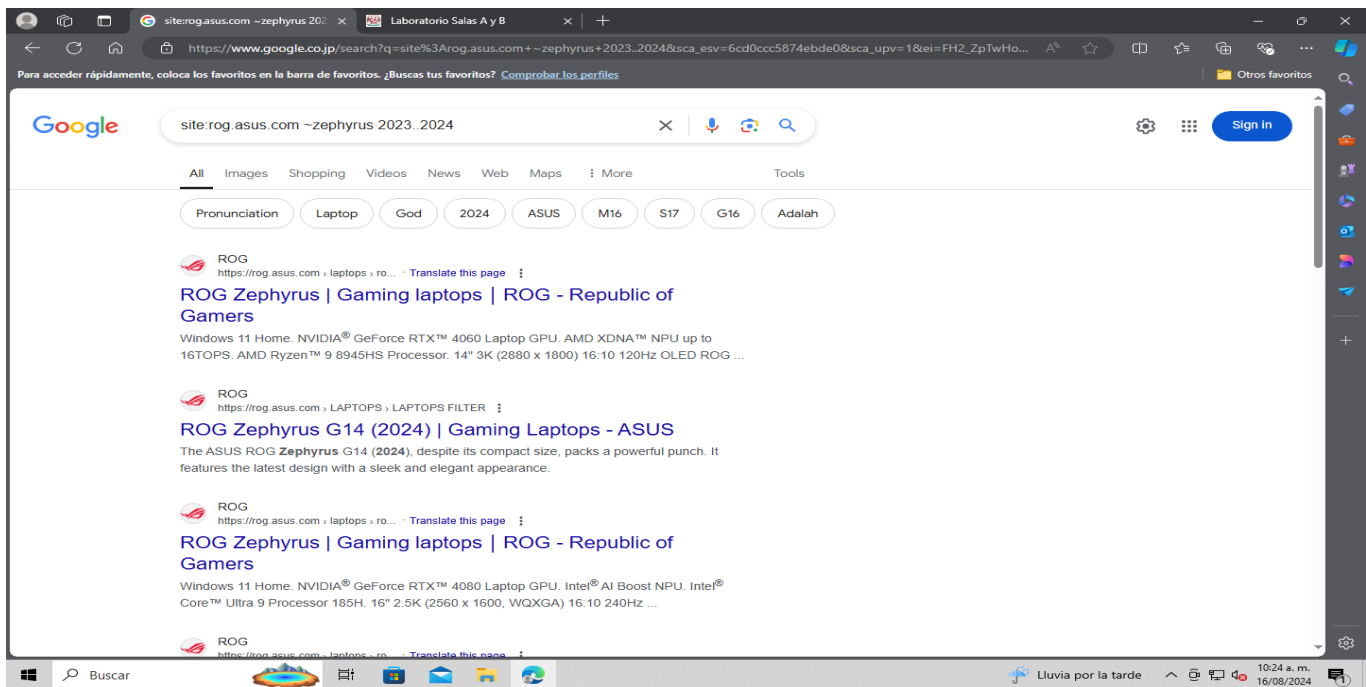 site:rog.asus.com ~zephyrus 202
Laboratorio Salas A y B
https://www.google.co.jp/search?q=site%3Arog.asus.com+~zephyrus+2023..2024&sca_esv=6cd0ccc5874ebde0&sca_upv=1&ei=FH2_ZpTwHo...
Para acceder rápidamente, coloca los favoritos en la barra de favoritos. ¿Buscas tus favoritos? Comprobar los perfiles
Otros favoritos
Google
site:rog.asus.com ~zephyrus 2023..2024
Sign in
All Images Shopping Videos News Web Maps More Tools
Pronunciation Laptop God 2024 ASUS M16 S17 G16 Adalah
ROG
https://rog.asus.com › laptops › ro... · Translate this page
ROG Zephyrus | Gaming laptops | ROG - Republic of
Gamers
Windows 11 Home. NVIDIA® GeForce RTX™ 4060 Laptop GPU. AMD XDNA™ NPU up to
16TOPS. AMD Ryzen™ 9 8945HS Processor. 14" 3K (2880 x 1800) 16:10 120Hz OLED ROG ...
ROG
https://rog.asus.com › LAPTOPS › LAPTOPS FILTER
ROG Zephyrus G14 (2024) | Gaming Laptops - ASUS
The ASUS ROG Zephyrus G14 (2024), despite its compact size, packs a powerful punch. It
features the latest design with a sleek and elegant appearance.
ROG
https://rog.asus.com › laptops › ro... · Translate this page
ROG Zephyrus | Gaming laptops | ROG - Republic of
Gamers
Windows 11 Home. NVIDIA® GeForce RTX™ 4080 Laptop GPU. Intel® AI Boost NPU. Intel®
Core™ Ultra 9 Processor 185H. 16" 2.5K (2560 x 1600, WQXGA) 16:10 240Hz ...
ROG
https://rog.asus.com › laptops › ro... · Translate this page
Buscar
Lluvia por la tarde
10:24 a. m.
16/08/2024
1